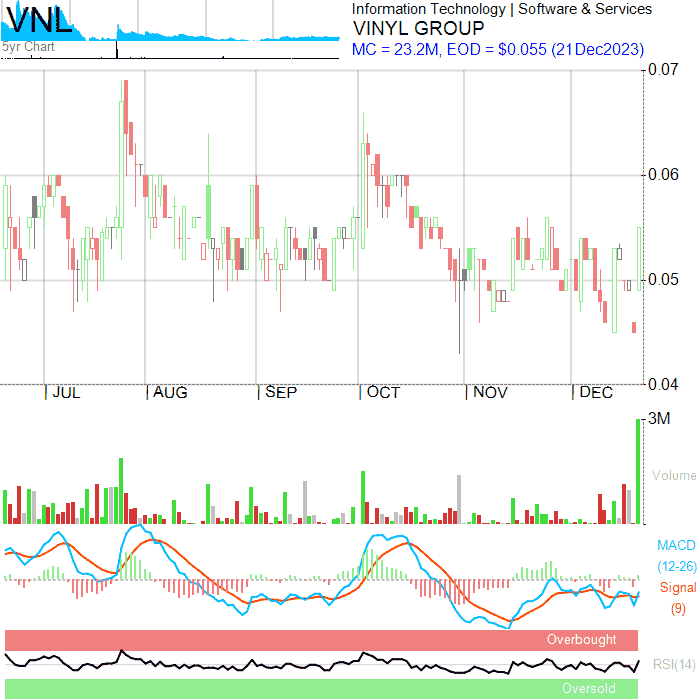 VNL
5yr Chart
Information Technology | Software & Services
VINYL GROUP
MC = 23.2M, EOD = $0.055 (21Dec2023)
0.07
0.06
0.05
0.04
JUL
AUG
SEP
OCT
NOV
DEC
3M
Volume
MACD
(12-26)
Signal
(9)
Overbought
RSI(14)
Oversold